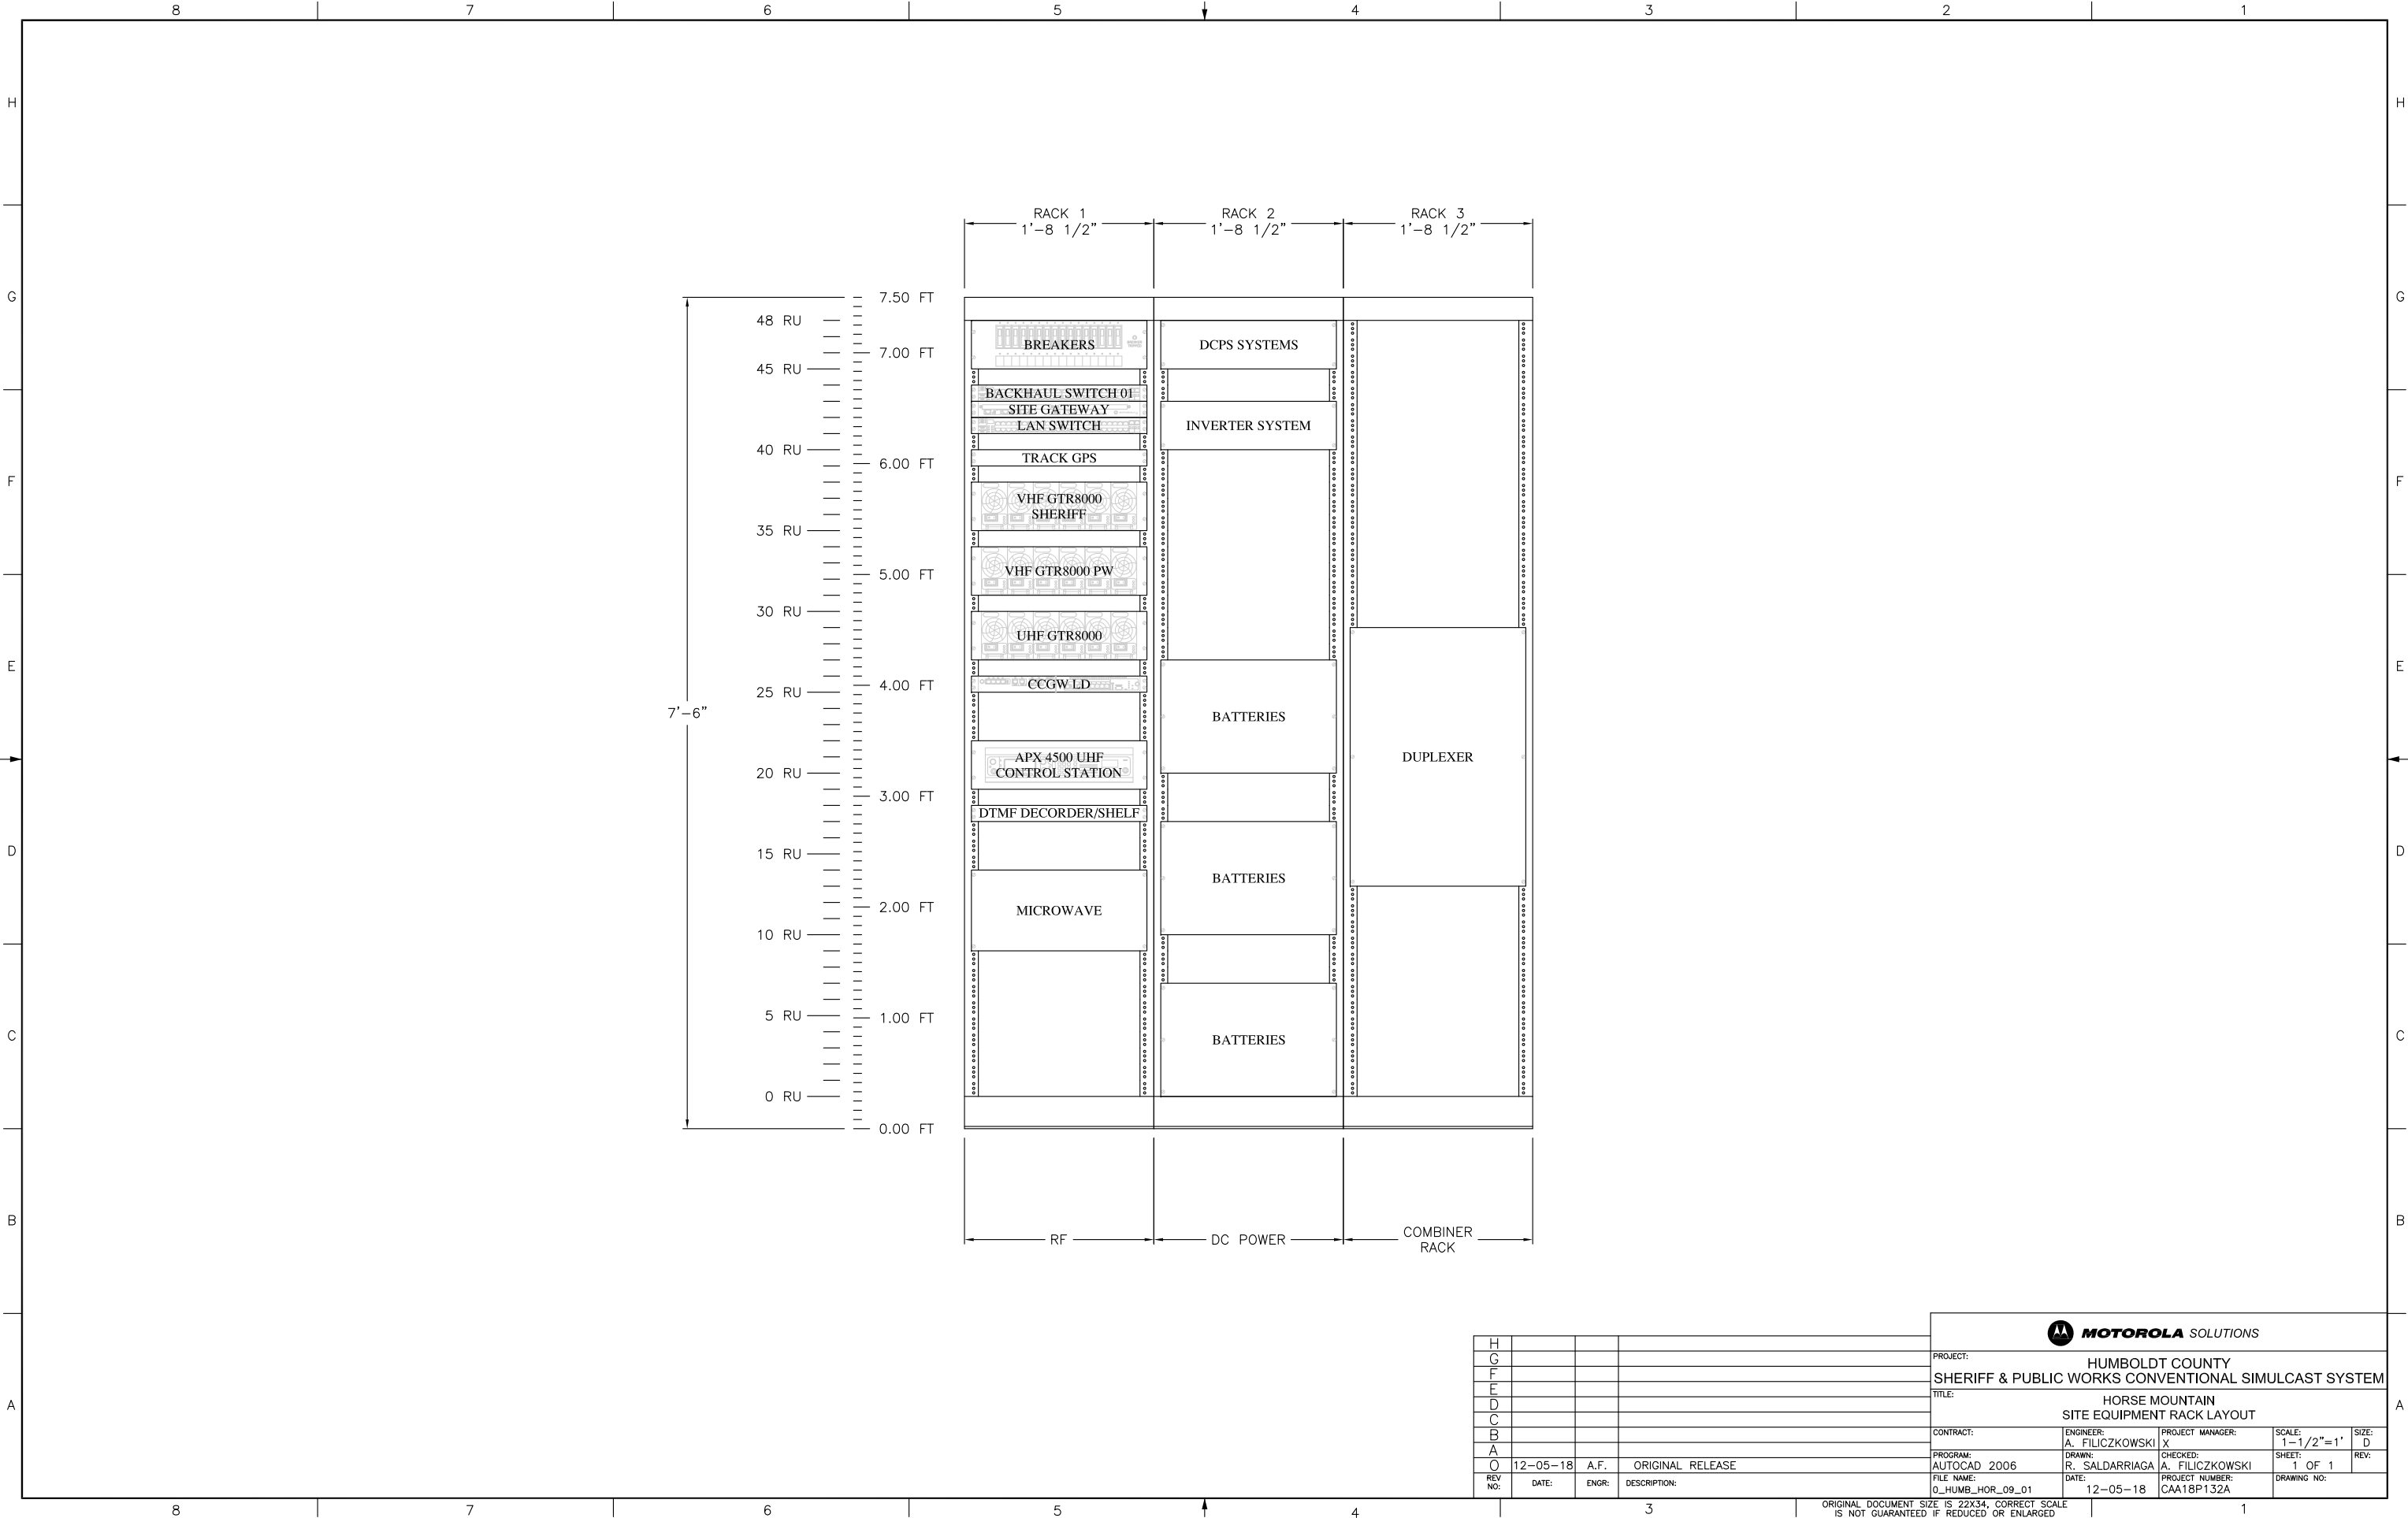 8 7 6 5 4 3 2 1
H H
G G
F F
E E
D D
C C
B B
A A
RACK 1 RACK 2 RACK 3
1'-8 1/2" 1'-8 1/2" 1'-8 1/2"
7'-6"
48 RU
45 RU
40 RU
35 RU
30 RU
25 RU
20 RU
15 RU
10 RU
5 RU
0 RU
7.50 FT
7.00 FT
6.00 FT
5.00 FT
4.00 FT
3.00 FT
2.00 FT
1.00 FT
0.00 FT
BREAKERS
BACKHAUL SWITCH 01
SITE GATEWAY
LAN SWITCH
TRACK GPS
VHF GTR8000
SHERIFF
VHF GTR8000 PW
UHF GTR8000
CCGW LD
APX 4500 UHF
CONTROL STATION
DTMF DECORDER/SHELF
MICROWAVE
DCPS SYSTEMS
INVERTER SYSTEM
BATTERIES
BATTERIES
BATTERIES
DUPLEXER
RF
DC POWER
COMBINER
RACK
H
G
F
E
D
C
B
A
O 12-05-18 A.F. ORIGINAL RELEASE
REV NO: DATE: ENGR: DESCRIPTION:
MOTOROLA SOLUTIONS
PROJECT:
HUMBOLDT COUNTY
SHERIFF & PUBLIC WORKS CONVENTIONAL SIMULCAST SYSTEM
TITLE:
HORSE MOUNTAIN
SITE EQUIPMENT RACK LAYOUT
CONTRACT: ENGINEER: PROJECT MANAGER: SCALE: SIZE:
A. FILICZKOWSKI X 1-1/2"=1' D
PROGRAM: DRAWN: CHECKED: SHEET: REV:
AUTOCAD 2006 R. SALDARRIAGA A. FILICZKOWSKI 1 OF 1
FILE NAME: DATE: PROJECT NUMBER: DRAWING NO:
0_HUMB_HOR_09_01 12-05-18 CAA18P132A
8 7 6 5 4 3 1
ORIGINAL DOCUMENT SIZE IS 22X34, CORRECT SCALE
IS NOT GUARANTEED IF REDUCED OR ENLARGED